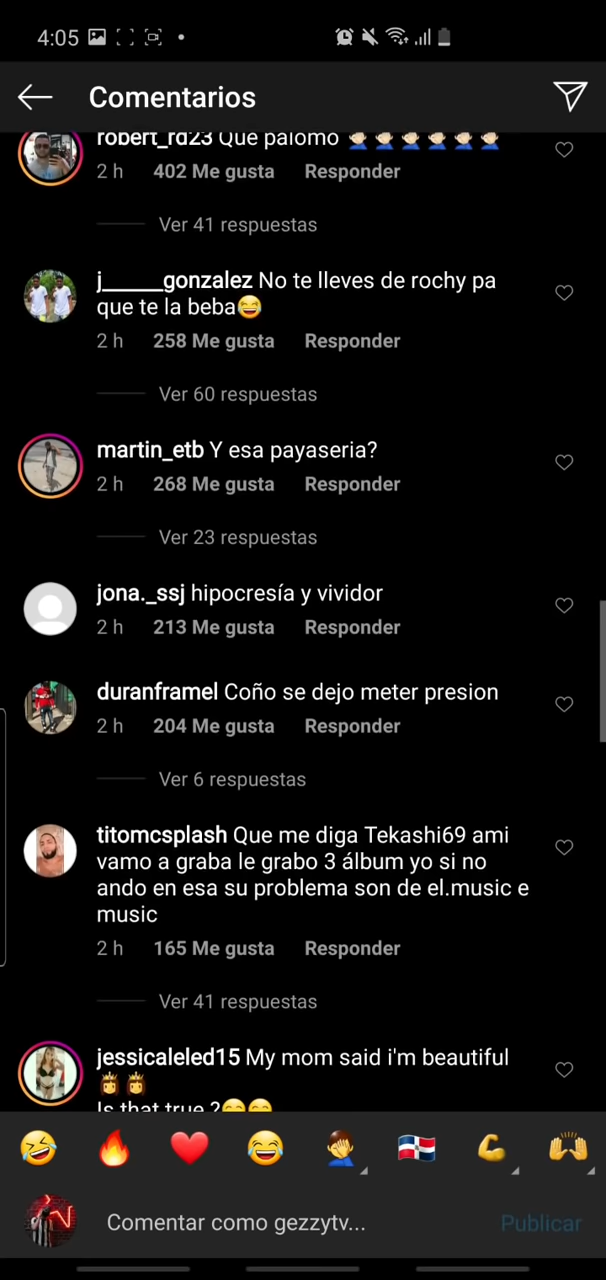 4:05
Comentarios
robert_rd23 Que palomo 🤦🏻‍♂️🤦🏻‍♂️🤦🏻‍♂️🤦🏻‍♂️🤦🏻‍♂️🤦🏻‍♂️
2 h 402 Me gusta Responder
Ver 41 respuestas
j______gonzalez No te lleves de rochy pa
que te la beba😅
2 h 258 Me gusta Responder
Ver 60 respuestas
martin_etb Y esa payaseria?
2 h 268 Me gusta Responder
Ver 23 respuestas
jona._ssj hipocresía y vividor
2 h 213 Me gusta Responder
duranframel Coño se dejo meter presion
2 h 204 Me gusta Responder
Ver 6 respuestas
titomcsplash Que me diga Tekashi69 ami
vamo a graba le grabo 3 álbum yo si no
ando en esa su problema son de el.music e
music
2 h 165 Me gusta Responder
Ver 41 respuestas
jessicaleled15 My mom said i'm beautiful
👸👸
Is that true ?😊😊
🤣 🔥 ❤️ 😂 🤦‍♂️ 🇩🇴 💪 🙌
Comentar como gezzytv... Publicar